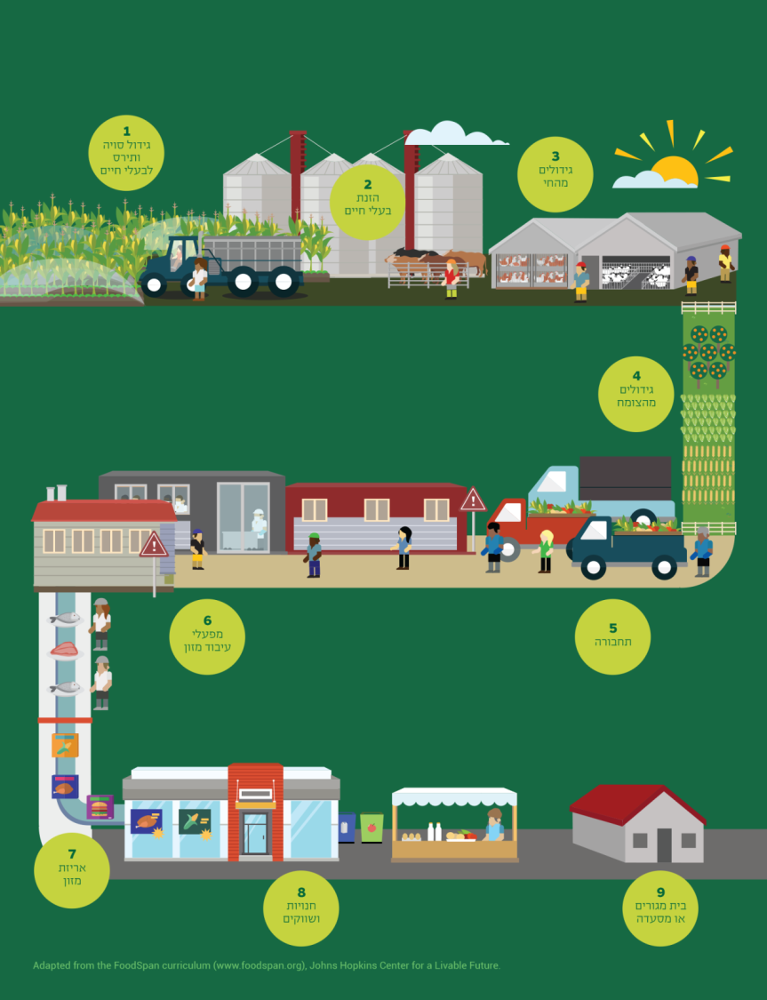 1
גידול סויה
ותירס
לבעלי חיים
2
הזנת
בעלי חיים
3
גידולים
מהחי
4
גידולים
מהצומח
5
תחבורה
6
מפעלי
עיבוד מזון
7
אריזת
מזון
8
חנויות
ושווקים
9
בית מגורים
או מסעדה
Adapted from the FoodSpan curriculum (www.foodspan.org), Johns Hopkins Center for a Livable Future.